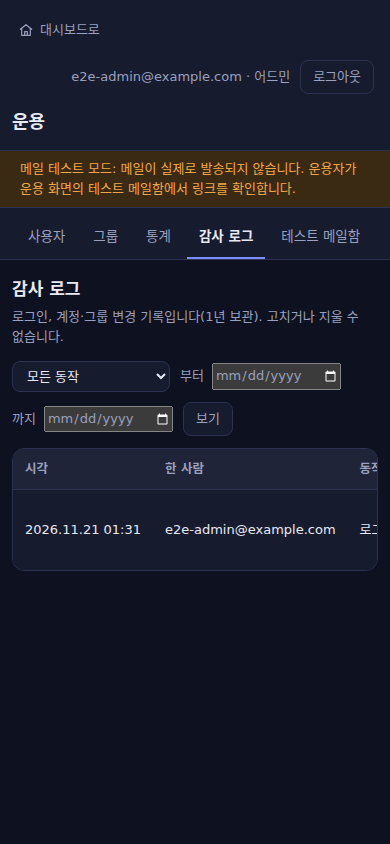 대시보드로
e2e-admin@example.com · 어드민
로그아웃
운용
메일 테스트 모드: 메일이 실제로 발송되지 않습니다. 운용자가
운용 화면의 테스트 메일함에서 링크를 확인합니다.
사용자 그룹 통계 감사 로그 테스트 메일함
감사 로그
로그인, 계정·그룹 변경 기록입니다(1년 보관). 고치거나 지울 수
없습니다.
모든 동작 부터 mm/dd/yyyy
까지 mm/dd/yyyy 보기
시각 한 사람
2026.11.21 01:31 e2e-admin@example.com